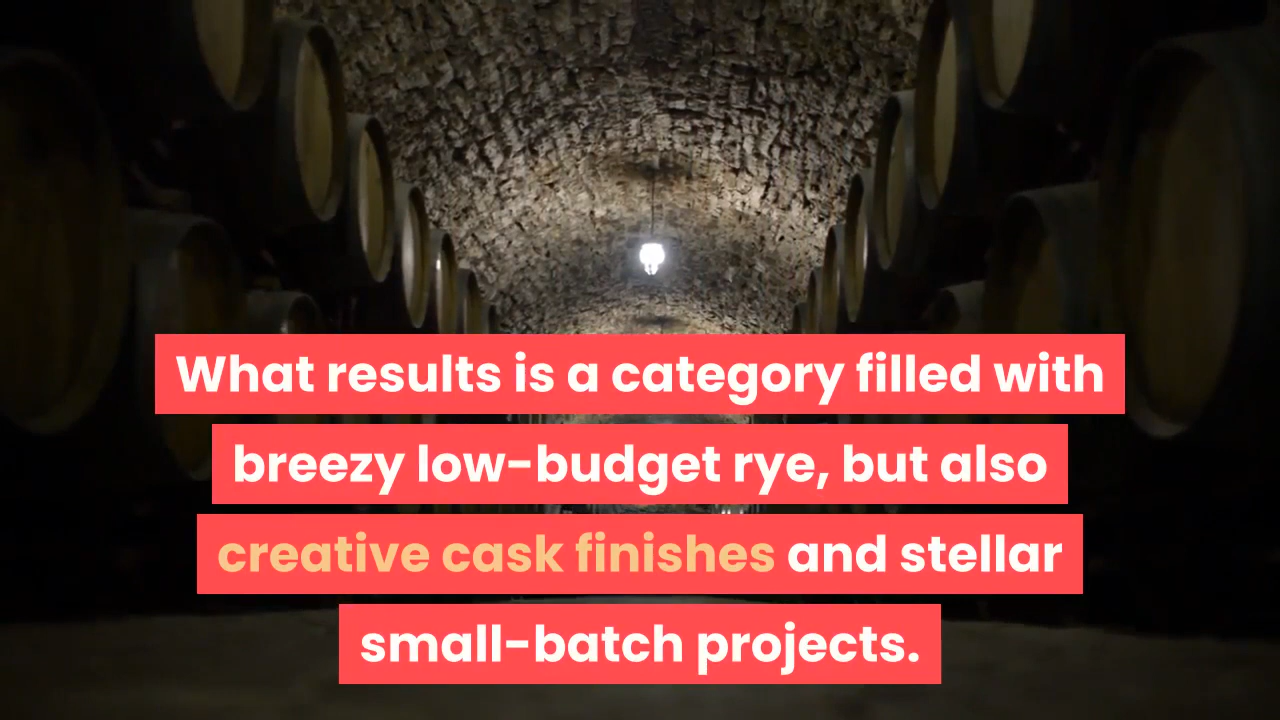 What results is a category filled with
breezy low-budget rye, but also
creative cask finishes and stellar
small-batch projects.